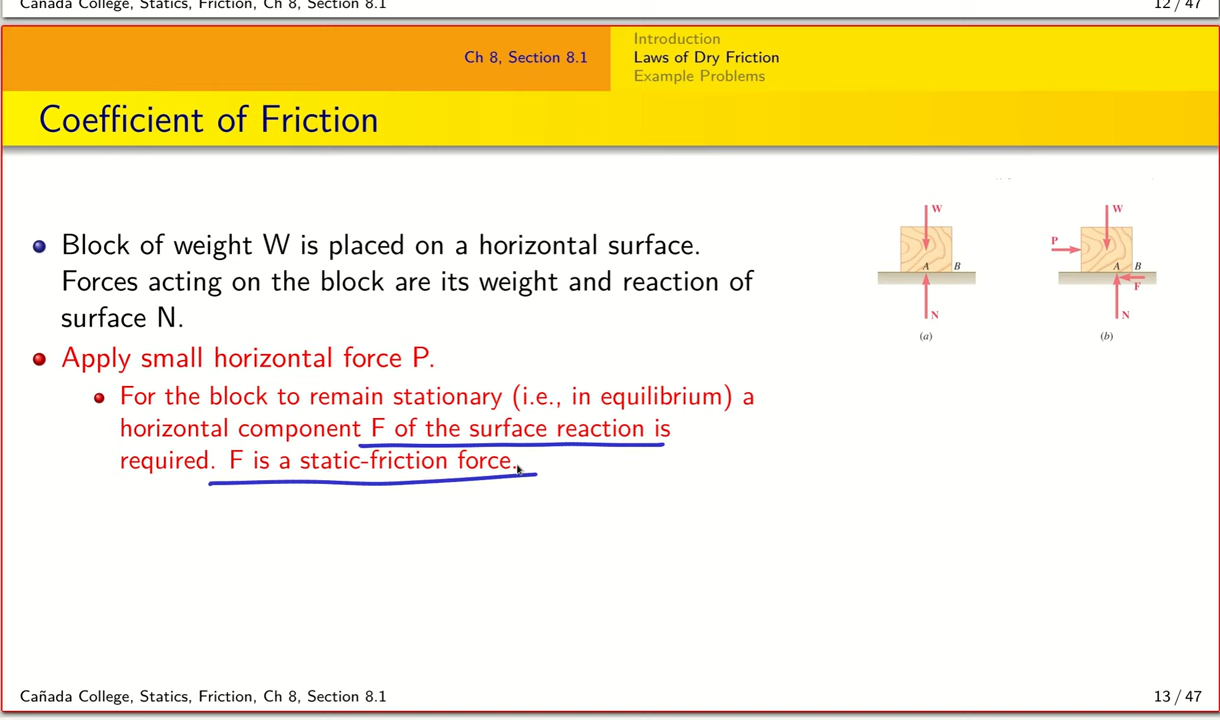 Cañada College, Statics, Friction, Ch 8, Section 8.1
12 / 47
Ch 8, Section 8.1
Introduction
Laws of Dry Friction
Example Problems
Coefficient of Friction
Block of weight W is placed on a horizontal surface.
Forces acting on the block are its weight and reaction of
surface N.
Apply small horizontal force P.
For the block to remain stationary (i.e., in equilibrium) a
horizontal component F of the surface reaction is
required. F is a static-friction force.
W
A
B
N
(a)
W
P
A
B
F
N
(b)
Cañada College, Statics, Friction, Ch 8, Section 8.1
13 / 47